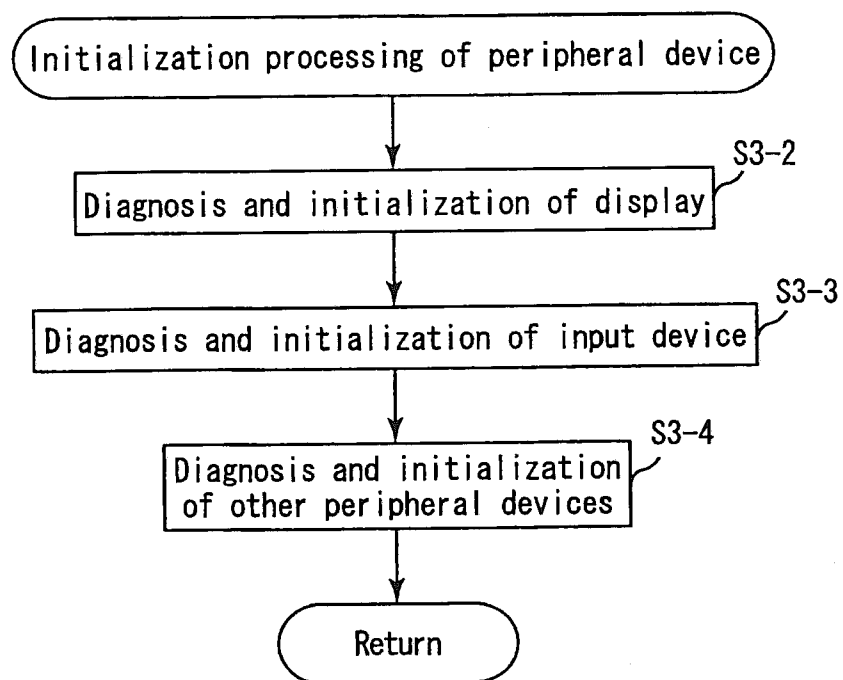 Initialization processing of peripheral device
S3-2
Diagnosis and initialization of display
S3-3
Diagnosis and initialization of input device
S3-4
Diagnosis and initialization
of other peripheral devices
Return